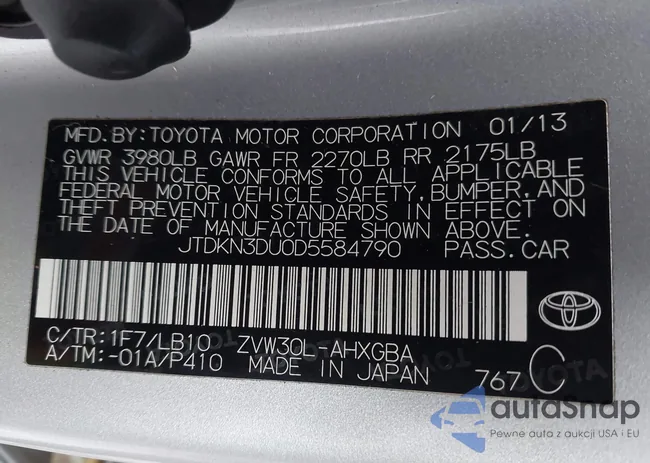 MFD. BY: TOYOTA MOTOR CORPORATION 01/13
GVWR 3980LB GAWR FR 2270LB RR 2175LB
THIS VEHICLE CONFORMS TO ALL APPLICABLE
FEDERAL MOTOR VEHICLE SAFETY, BUMPER, AND
THEFT PREVENTION STANDARDS IN EFFECT ON
THE DATE OF MANUFACTURE SHOWN ABOVE.
JTDKN3DU0D5584790 PASS. CAR
C/TR: 1F7/LB10 ZVW30L-AHXGBA
A/TM: -01A/P410 MADE IN JAPAN 767 C
autoSnap
Pewne auta z aukcji USA i EU